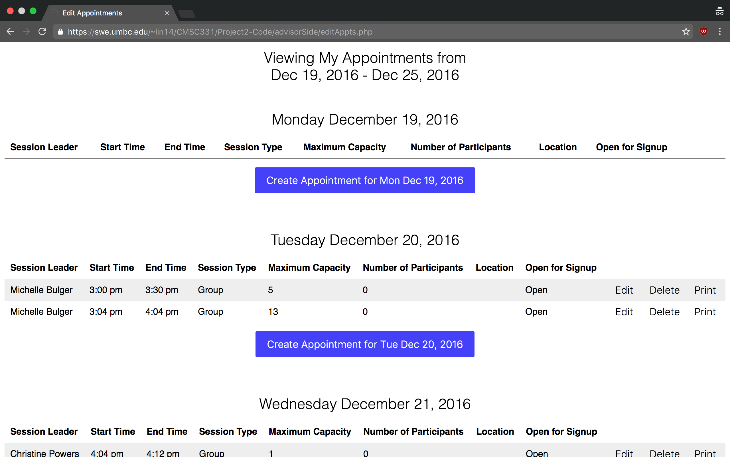 Edit Appointments
https://swe.umbc.edu/~lin14/CMSC331/Project2-Code/advisorSide/editAppts.php
Viewing My Appointments from
Dec 19, 2016 - Dec 25, 2016
Monday December 19, 2016
Session Leader Start Time End Time Session Type Maximum Capacity Number of Participants Location Open for Signup
Create Appointment for Mon Dec 19, 2016
Tuesday December 20, 2016
Session Leader Start Time End Time Session Type Maximum Capacity Number of Participants Location Open for Signup
Michelle Bulger 3:00 pm 3:30 pm Group 5 0 Open Edit Delete Print
Michelle Bulger 3:04 pm 4:04 pm Group 13 0 Open Edit Delete Print
Create Appointment for Tue Dec 20, 2016
Wednesday December 21, 2016
Session Leader Start Time End Time Session Type Maximum Capacity Number of Participants Location Open for Signup
Christine Powers 4:04 pm 4:12 pm Group 1 0 Open Edit Delete Print